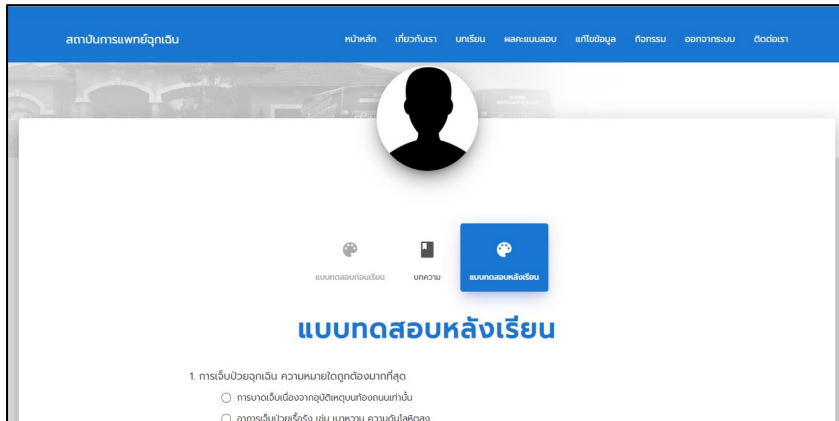 สถาบันการแพทย์ฉุกเฉิน หน้าหลัก เกี่ยวกับเรา บทเรียน ผลคะแนนสอบ แก้ไขข้อมูล กิจกรรม ออกจากระบบ ติดต่อเรา
แบบทดสอบก่อนเรียน บทความ แบบทดสอบหลังเรียน
แบบทดสอบหลังเรียน
1. การเจ็บป่วยฉุกเฉิน ความหมายใดถูกต้องมากที่สุด
การบาดเจ็บเนื่องจากอุบัติเหตุบนท้องถนนเท่านั้น
อาการเจ็บป่วยเรื้อรัง เช่น เบาหวาน ความดันโลหิตสูง